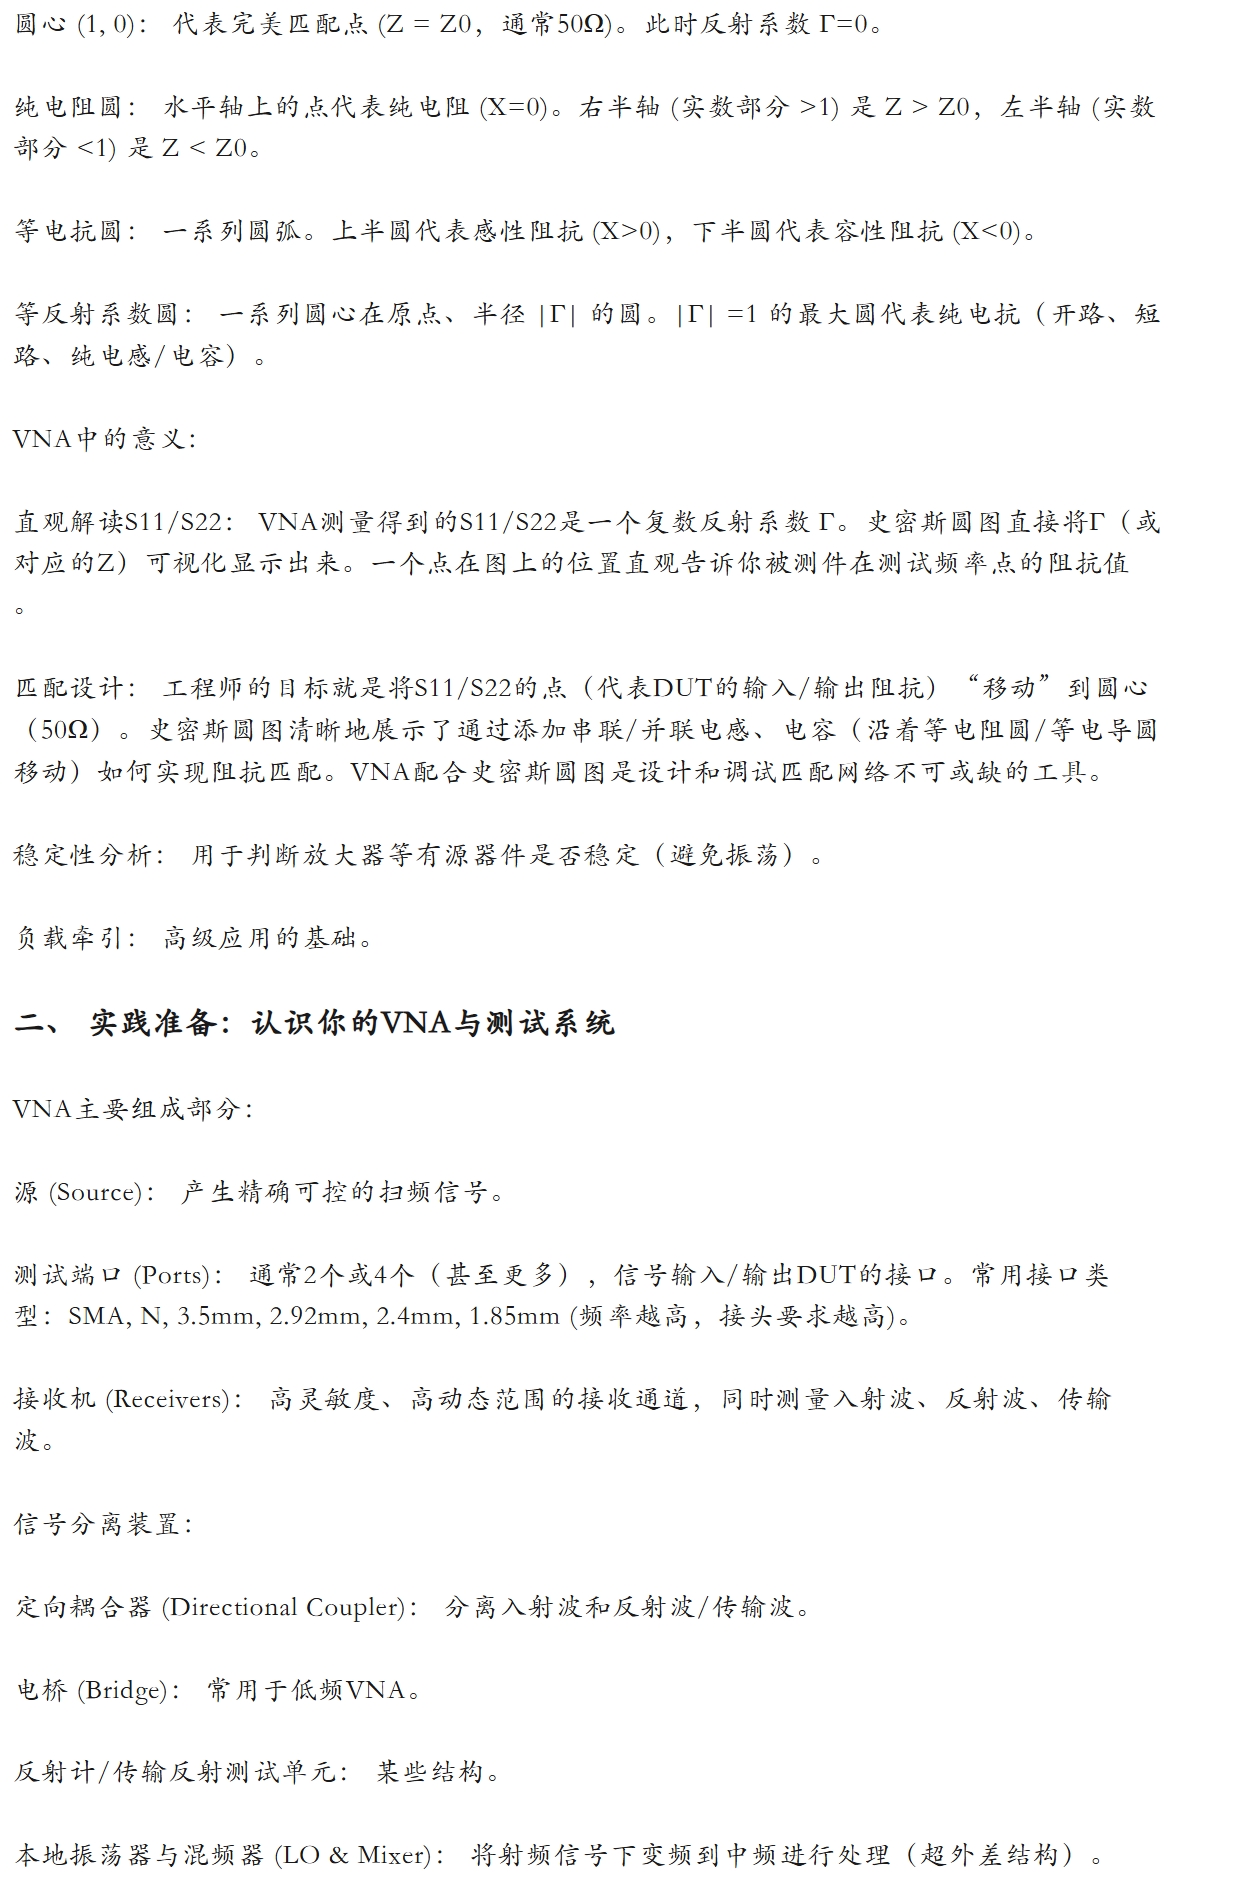 圆心 (1, 0)： 代表完美匹配点 (Z = Z0，通常50Ω)。此时反射系数 Γ=0。
纯电阻圆： 水平轴上的点代表纯电阻 (X=0)。右半轴 (实数部分 >1) 是 Z > Z0，左半轴 (实数
部分 <1) 是 Z < Z0。
等电抗圆： 一系列圆弧。上半圆代表感性阻抗 (X>0)，下半圆代表容性阻抗 (X<0)。
等反射系数圆： 一系列圆心在原点、半径 |Γ| 的圆。|Γ| =1 的最大圆代表纯电抗（开路、短
路、纯电感/电容）。
VNA中的意义：
直观解读S11/S22： VNA测量得到的S11/S22是一个复数反射系数 Γ。史密斯圆图直接将Γ（或
对应的Z）可视化显示出来。一个点在图上的位置直观告诉你被测件在测试频率点的阻抗值
。
匹配设计： 工程师的目标就是将S11/S22的点（代表DUT的输入/输出阻抗）“移动”到圆心
（50Ω）。史密斯圆图清晰地展示了通过添加串联/并联电感、电容（沿着等电阻圆/等电导圆
移动）如何实现阻抗匹配。VNA配合史密斯圆图是设计和调试匹配网络不可或缺的工具。
稳定性分析： 用于判断放大器等有源器件是否稳定（避免振荡）。
负载牵引： 高级应用的基础。
二、 实践准备：认识你的VNA与测试系统
VNA主要组成部分：
源 (Source)： 产生精确可控的扫频信号。
测试端口 (Ports)： 通常2个或4个（甚至更多），信号输入/输出DUT的接口。常用接口类
型：SMA, N, 3.5mm, 2.92mm, 2.4mm, 1.85mm (频率越高，接头要求越高)。
接收机 (Receivers)： 高灵敏度、高动态范围的接收通道，同时测量入射波、反射波、传输
波。
信号分离装置：
定向耦合器 (Directional Coupler)： 分离入射波和反射波/传输波。
电桥 (Bridge)： 常用于低频VNA。
反射计/传输反射测试单元： 某些结构。
本地振荡器与混频器 (LO & Mixer)： 将射频信号下变频到中频进行处理（超外差结构）。